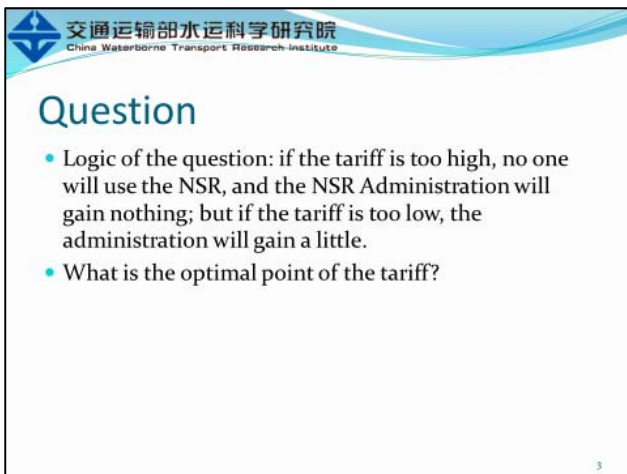 交通运输部水运科学研究院
China Waterborne Transport Research Institute
Question
• Logic of the question: if the tariff is too high, no one
will use the NSR, and the NSR Administration will
gain nothing; but if the tariff is too low, the
administration will gain a little.
• What is the optimal point of the tariff?
3